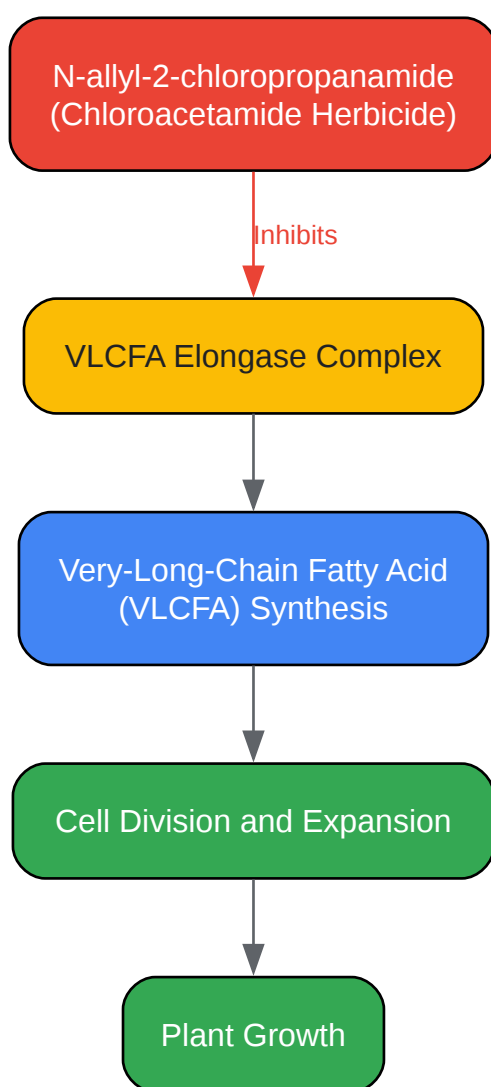 N-allyl-2-chloropropanamide
(Chloroacetamide Herbicide)
Inhibits
VLCFA Elongase Complex
Very-Long-Chain Fatty Acid
(VLCFA) Synthesis
Cell Division and Expansion
Plant Growth